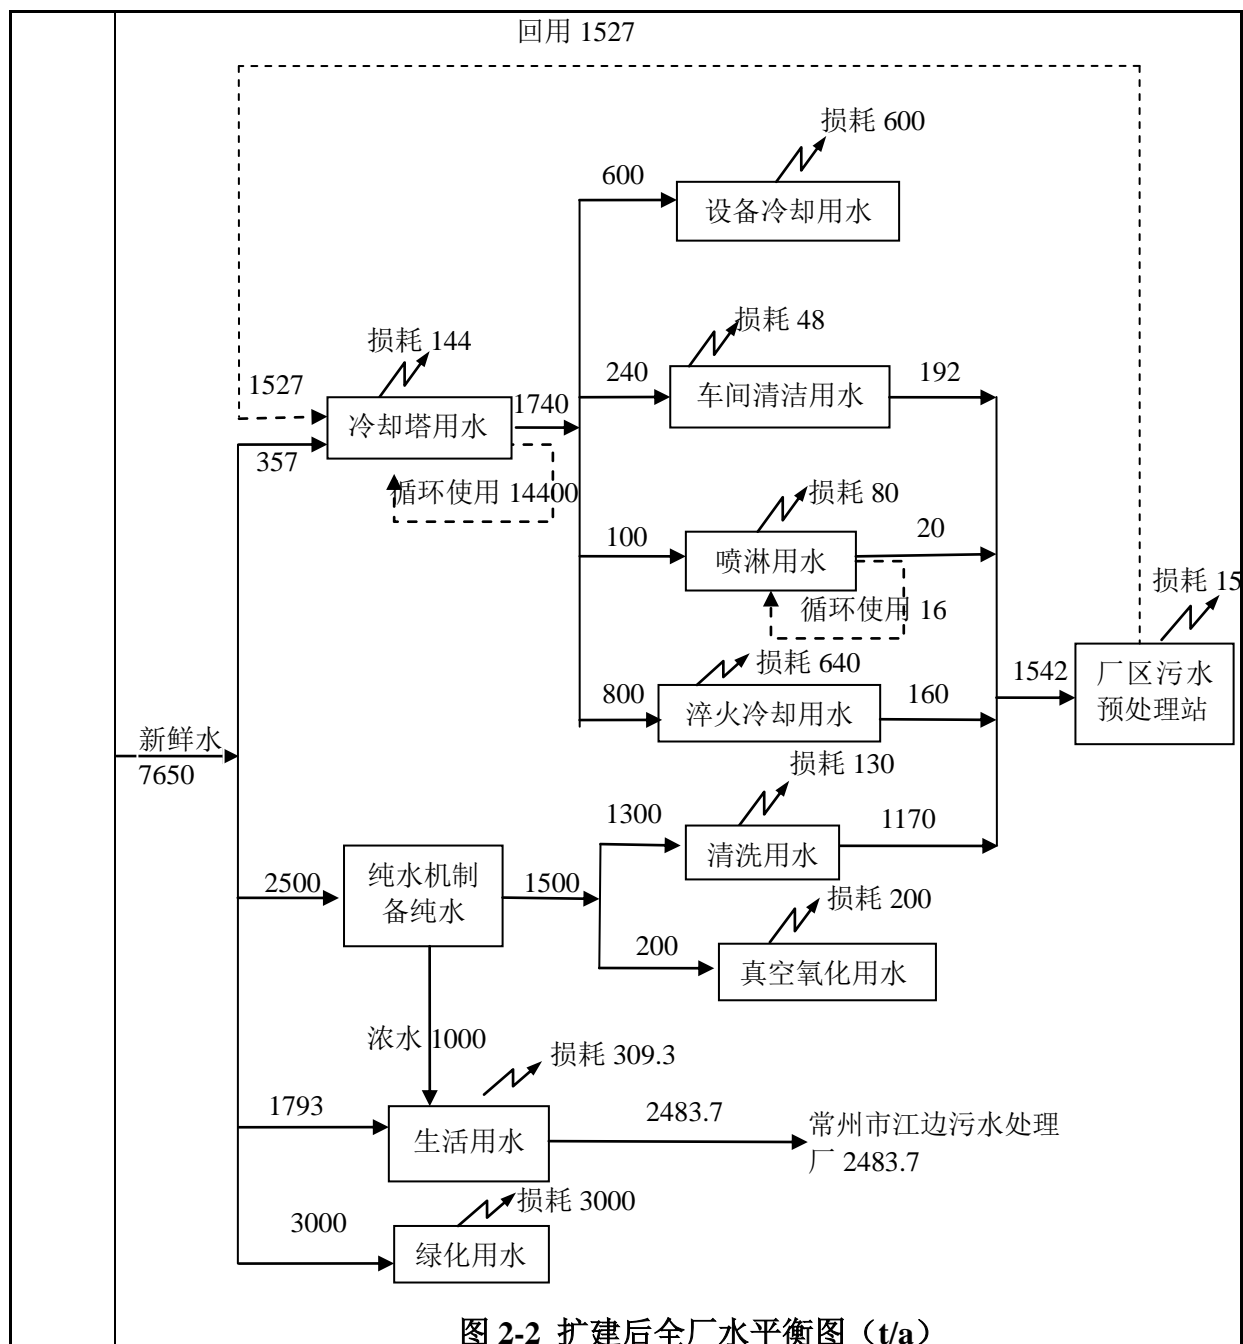 回用 1527
损耗 600
600
设备冷却用水
损耗 48
损耗 144
240
车间清洁用水
192
1527
1740
冷却塔用水
357
循环使用 14400
损耗 80
100
喷淋用水
20
循环使用 16
损耗 15
损耗 640
800
淬火冷却用水
160
1542
厂区污水
预处理站
新鲜水
7650
损耗 130
1300
清洗用水
1170
2500
纯水机制
备纯水
1500
损耗 200
200
真空氧化用水
浓水 1000
损耗 309.3
1793
生活用水
2483.7
常州市江边污水处理
厂 2483.7
损耗 3000
3000
绿化用水
图 2-2 扩建后全厂水平衡图（t/a）